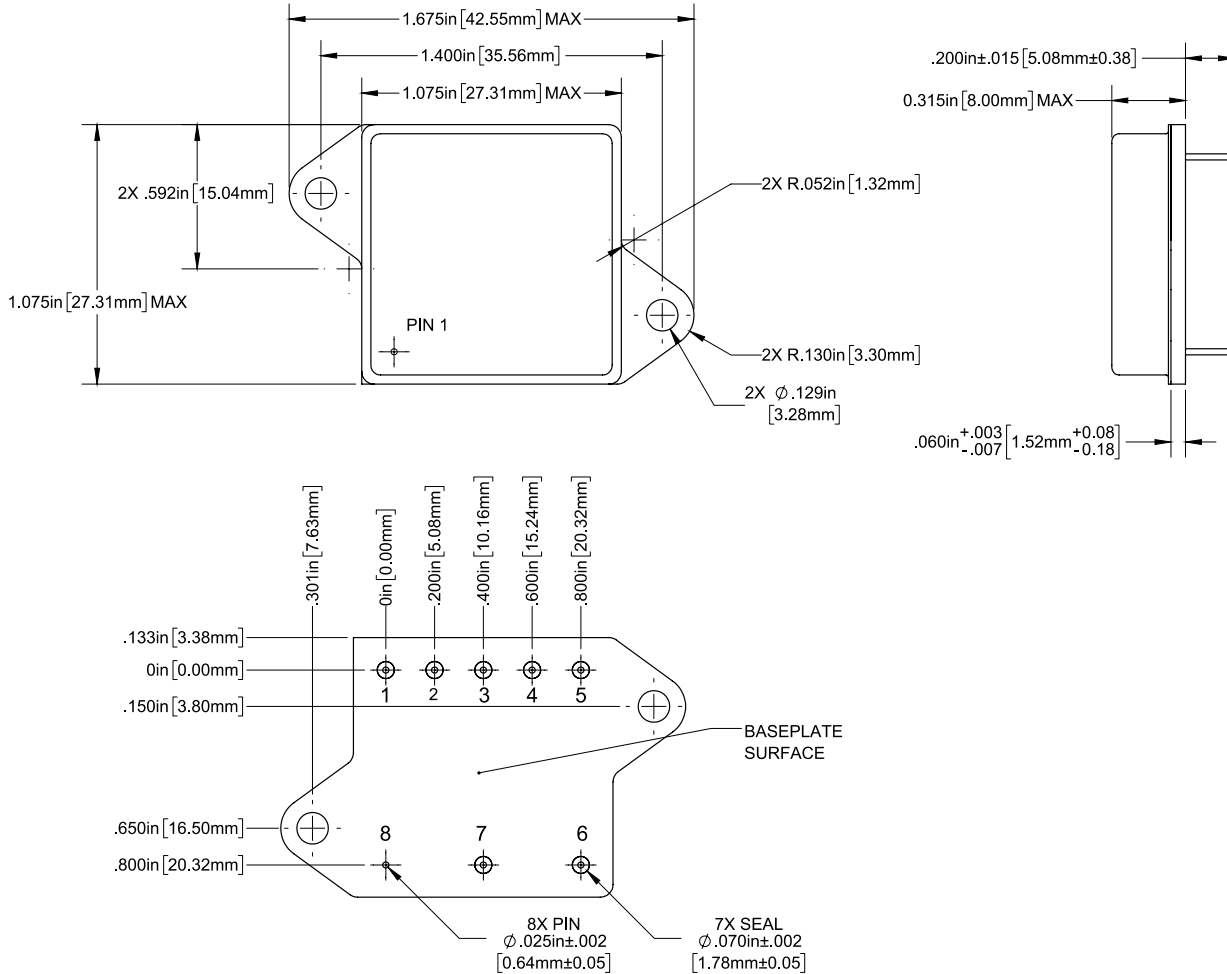 1.675in [42.55mm] MAX
1.400in [35.56mm]
1.075in [27.31mm] MAX
2X .592in [15.04mm]
1.075in [27.31mm] MAX
PIN 1
2X R.052in [1.32mm]
2X R.130in [3.30mm]
2X Ø .129in
[3.28mm]
.200in±.015 [5.08mm±0.38]
0.315in [8.00mm] MAX
.060in +.003 -.007 [1.52mm +0.08 -0.18]
.301in [7.63mm]
0in [0.00mm]
.200in [5.08mm]
.400in [10.16mm]
.600in [15.24mm]
.800in [20.32mm]
.133in [3.38mm]
0in [0.00mm]
.150in [3.80mm]
.650in [16.50mm]
.800in [20.32mm]
1 2 3 4 5
BASEPLATE
SURFACE
8 7 6
8X PIN
Ø .025in±.002
[0.64mm±0.05]
7X SEAL
Ø .070in±.002
[1.78mm±0.05]